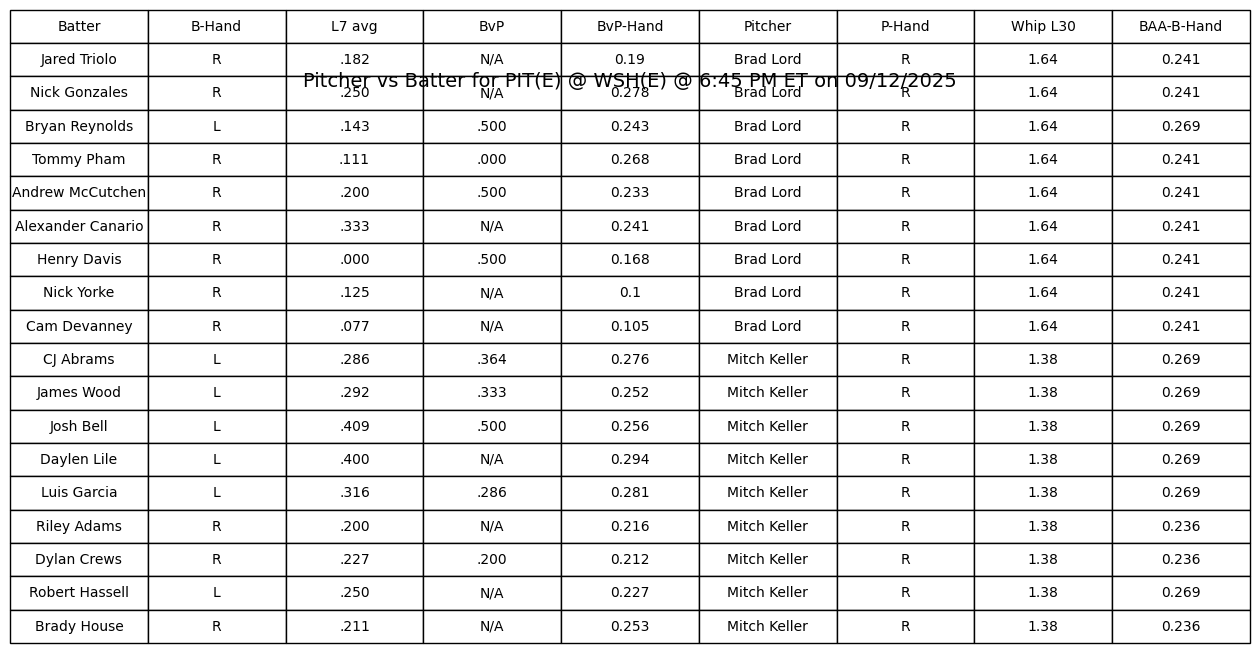 Batter B-Hand L7 avg BvP BvP-Hand Pitcher P-Hand Whip L30 BAA-B-Hand
Jared Triolo R .182 N/A 0.19 Brad Lord R 1.64 0.241
Pitcher vs Batter for PIT(E) @ WSH(E) @ 6:45 PM ET on 09/12/2025
Nick Gonzales R .250 N/A 0.278 Brad Lord R 1.64 0.241
Bryan Reynolds L .143 .500 0.243 Brad Lord R 1.64 0.269
Tommy Pham R .111 .000 0.268 Brad Lord R 1.64 0.241
Andrew McCutchen R .200 .500 0.233 Brad Lord R 1.64 0.241
Alexander Canario R .333 N/A 0.241 Brad Lord R 1.64 0.241
Henry Davis R .000 .500 0.168 Brad Lord R 1.64 0.241
Nick Yorke R .125 N/A 0.1 Brad Lord R 1.64 0.241
Cam Devanney R .077 N/A 0.105 Brad Lord R 1.64 0.241
CJ Abrams L .286 .364 0.276 Mitch Keller R 1.38 0.269
James Wood L .292 .333 0.252 Mitch Keller R 1.38 0.269
Josh Bell L .409 .500 0.256 Mitch Keller R 1.38 0.269
Daylen Lile L .400 N/A 0.294 Mitch Keller R 1.38 0.269
Luis Garcia L .316 .286 0.281 Mitch Keller R 1.38 0.269
Riley Adams R .200 N/A 0.216 Mitch Keller R 1.38 0.236
Dylan Crews R .227 .200 0.212 Mitch Keller R 1.38 0.236
Robert Hassell L .250 N/A 0.227 Mitch Keller R 1.38 0.269
Brady House R .211 N/A 0.253 Mitch Keller R 1.38 0.236